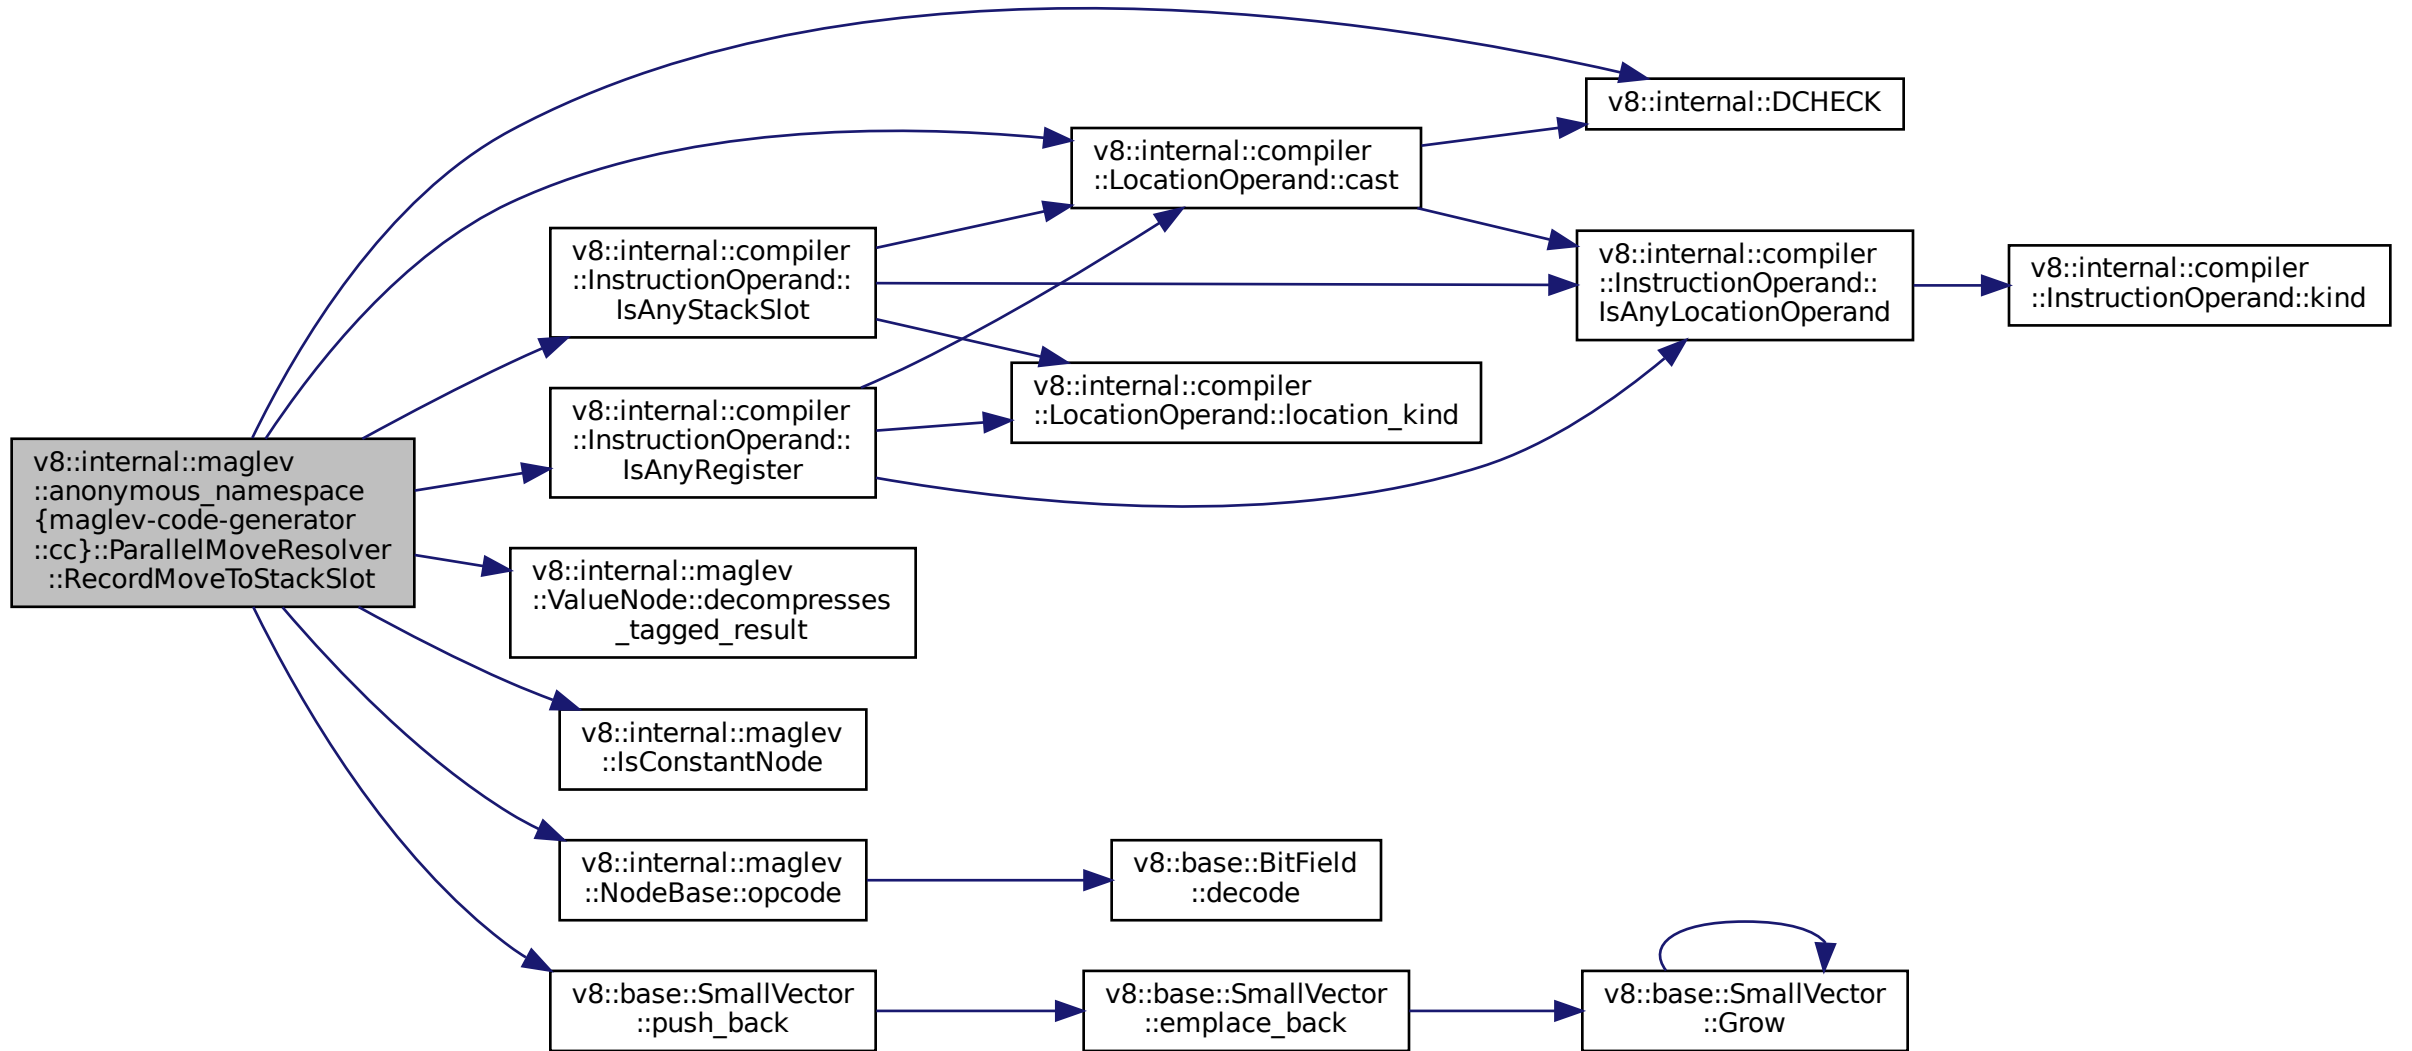 v8::internal::maglev
::anonymous_namespace
{maglev-code-generator
::cc}::ParallelMoveResolver
::RecordMoveToStackSlot
v8::internal::DCHECK
v8::internal::compiler
::LocationOperand::cast
v8::internal::compiler
::InstructionOperand::
IsAnyStackSlot
v8::internal::compiler
::InstructionOperand::
IsAnyLocationOperand
v8::internal::compiler
::InstructionOperand::kind
v8::internal::compiler
::LocationOperand::location_kind
v8::internal::compiler
::InstructionOperand::
IsAnyRegister
v8::internal::maglev
::ValueNode::decompresses
_tagged_result
v8::internal::maglev
::IsConstantNode
v8::internal::maglev
::NodeBase::opcode
v8::base::BitField
::decode
v8::base::SmallVector
::push_back
v8::base::SmallVector
::emplace_back
v8::base::SmallVector
::Grow